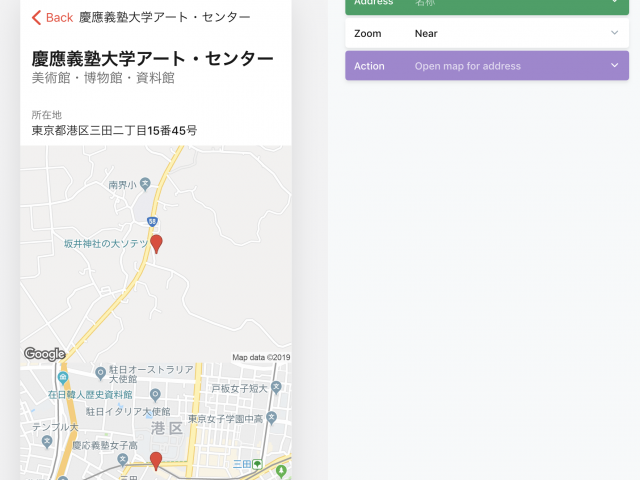 Back 慶應義塾大学アート・センター
慶應義塾大学アート・センター
美術館・博物館・資料館
所在地
東京都港区三田二丁目15番45号
南界小
58
坂井神社の大ソテツ
Google
Map data ©2019
駐日オーストラリア
大使館
戸板女子短大
在日韓人歴史資料館
駐日イタリア大使館
東京女子学園中高
テンプル大
港区
慶応義塾女子高
三田
三田
Address 名称
Zoom Near
Action Open map for address